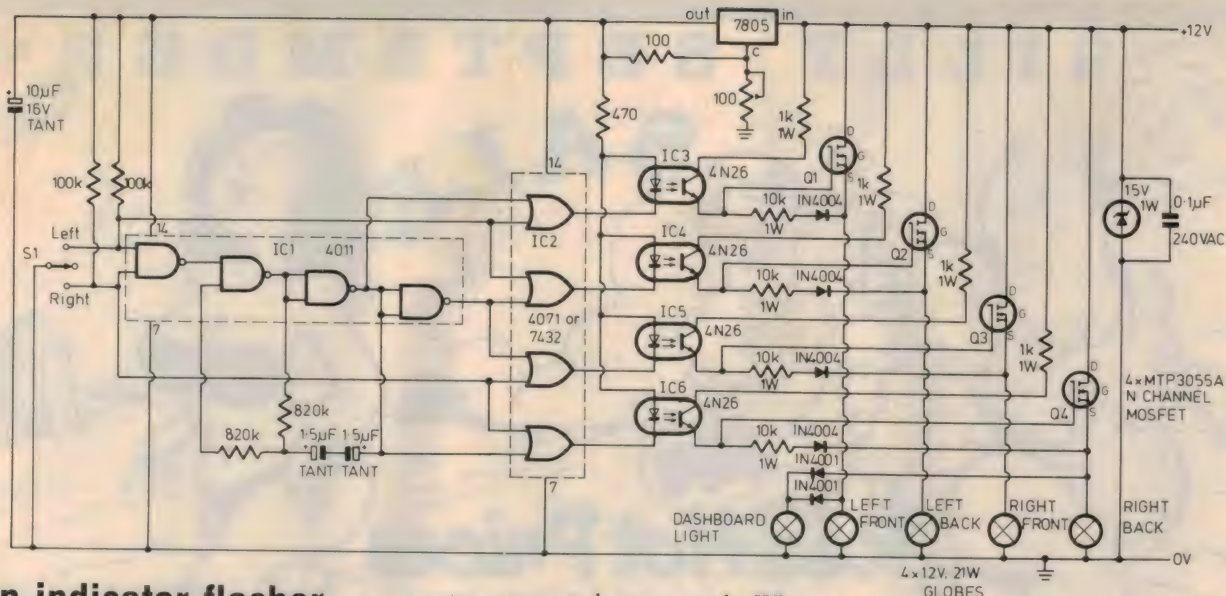 out
7805
in
+12V
c
100
100
10µF
16V
TANT
470
1k
1W
14
IC3
D
G
S
100k
100k
4N26
Q1
1k
1W
10k
1W
IN4004
15V
1W
0·1µF
240VAC
Left
14
IC1
4011
IC2
IC4
4N26
D
G
S
Q2
S1
Right
10k
1W
IN4004
1k
1W
7
4071 or
7432
IC5
4N26
D
G
S
Q3
10k
1W
IN4004
1k
1W
IC6
4N26
D
G
S
Q4
4×MTP3055A
N CHANNEL
MOSFET
820k
820k
1·5µF
1·5µF
TANT
TANT
10k
1W
IN4004
IN4001
IN4001
7
DASHBOARD
LIGHT
LEFT
FRONT
LEFT
BACK
RIGHT
FRONT
RIGHT
BACK
0V
4×12V, 21W
GLOBES
n indicator flasher